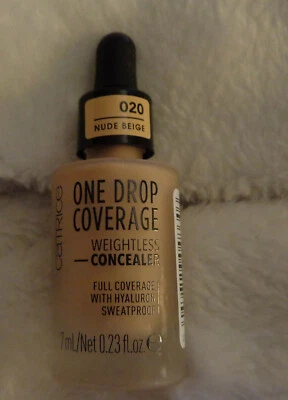 020
NUDE BEIGE
CATRICE
ONE DROP
COVERAGE
WEIGHTLESS
—CONCEALER
FULL COVERAGE
WITH HYALURON
SWEATPROOF
7 mL/Net 0.23 fl.oz. e